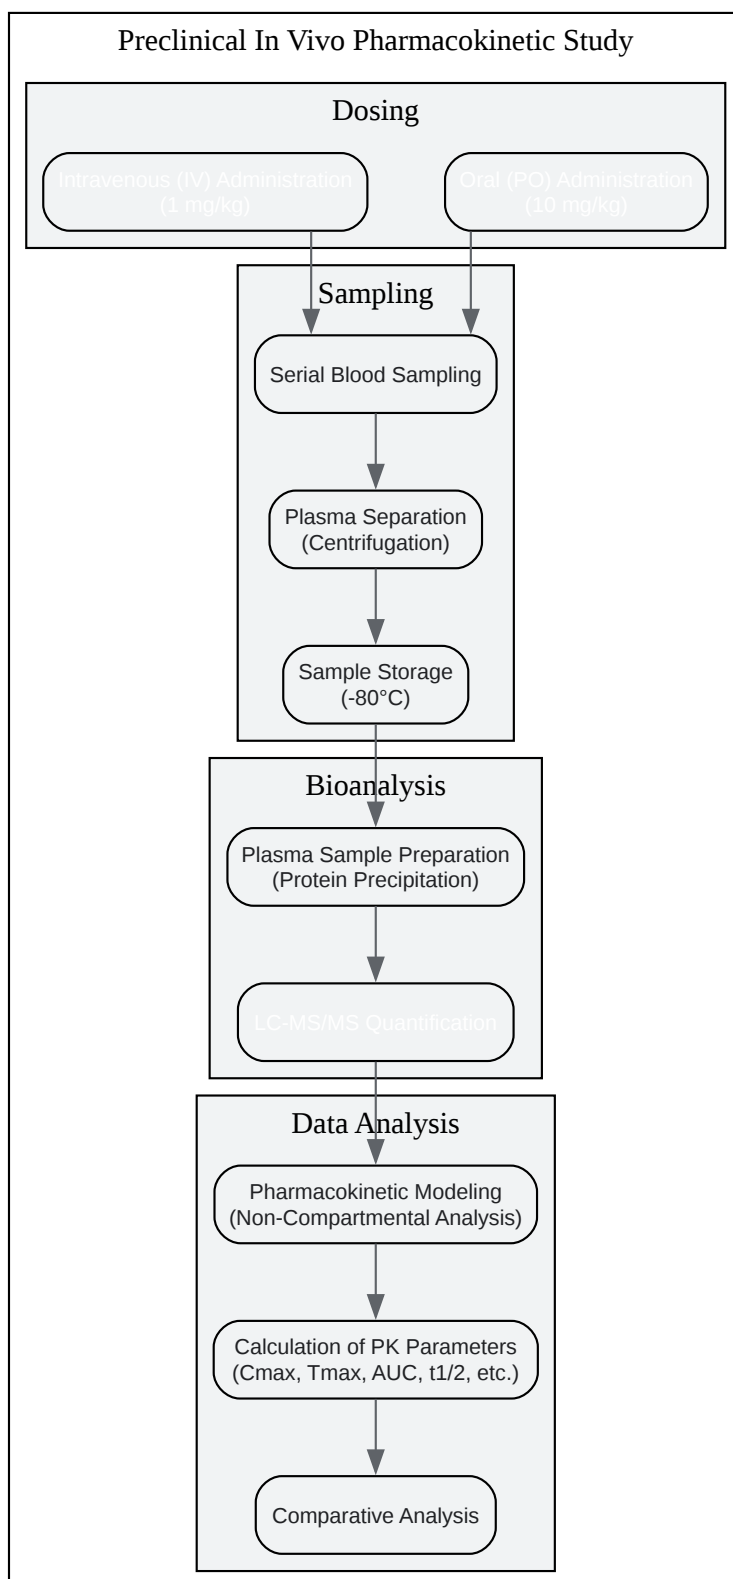 Preclinical In Vivo Pharmacokinetic Study
Dosing
Intravenous (IV) Administration
(1 mg/kg)
Oral (PO) Administration
(10 mg/kg)
Sampling
Serial Blood Sampling
Plasma Separation
(Centrifugation)
Sample Storage
(-80°C)
Bioanalysis
Plasma Sample Preparation
(Protein Precipitation)
LC-MS/MS Quantification
Data Analysis
Pharmacokinetic Modeling
(Non-Compartmental Analysis)
Calculation of PK Parameters
(Cmax, Tmax, AUC, t1/2, etc.)
Comparative Analysis